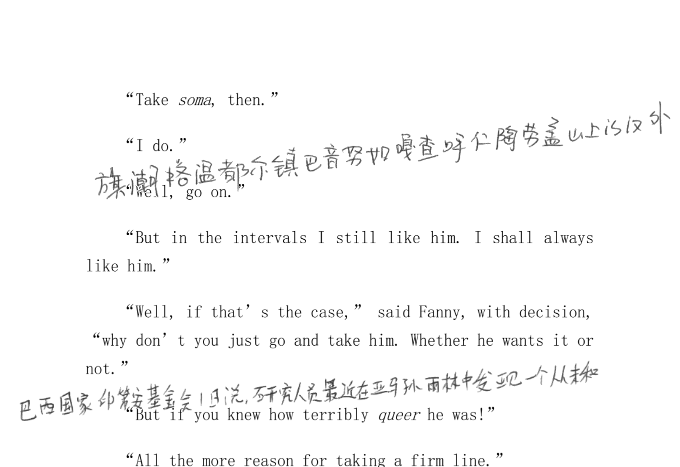 “Take soma, then.”
“I do.”
旗潮格温都尔镇巴音努如嘎查呼仁陶劳盖山上的汉外
“Well, go on.”
“But in the intervals I still like him. I shall always
like him.”
“Well, if that’s the case,” said Fanny, with decision,
“why don’t you just go and take him. Whether he wants it or
not.”
巴西国家印第安基金会1日说,研究人员最近在亚马孙雨林中发现一个从未和
“But if you knew how terribly queer he was!”
“All the more reason for taking a firm line.”